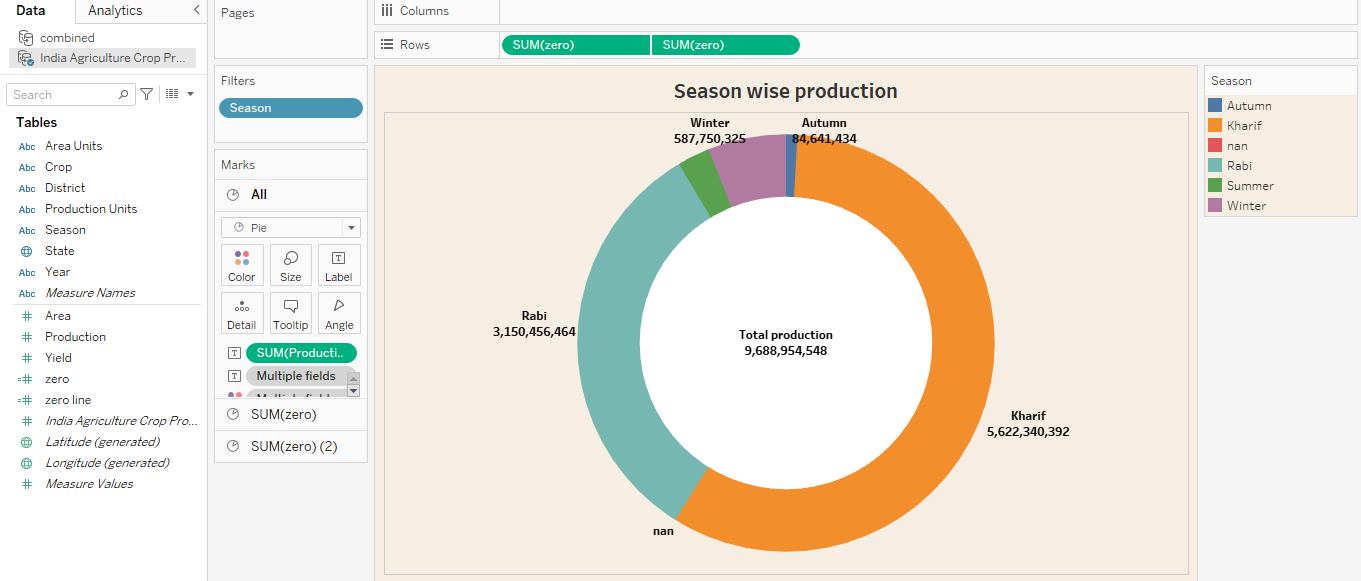 Data
Analytics
combined
India Agriculture Crop Pr...
Search
Tables
Abc Area Units
Abc Crop
Abc District
Abc Production Units
Abc Season
State
Abc Year
Abc Measure Names
# Area
# Production
# Yield
=# zero
=# zero line
# India Agriculture Crop Pro...
Latitude (generated)
Longitude (generated)
# Measure Values
Pages
Filters
Season
Marks
All
Pie
Color Size Label
Detail Tooltip Angle
SUM(Producti..
Multiple fields
SUM(zero)
SUM(zero) (2)
Columns
Rows
SUM(zero) SUM(zero)
Season wise production
Winter
587,750,325
Autumn
84,641,434
Rabi
3,150,456,464
Total production
9,688,954,548
Kharif
5,622,340,392
nan
Season
Autumn
Kharif
nan
Rabi
Summer
Winter